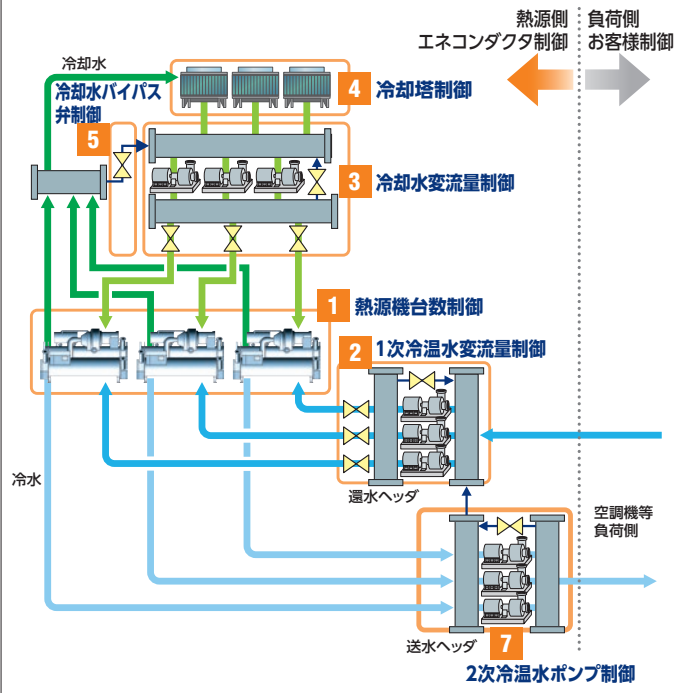 熱源側
エネコンダクタ制御
負荷側
お客様制御
冷却水
冷却水バイパス
弁制御
5
4 冷却塔制御
3 冷却水変流量制御
1 熱源機台数制御
2 1次冷温水変流量制御
冷水
還水ヘッダ
空調機等
負荷側
送水ヘッダ
7
2次冷温水ポンプ制御